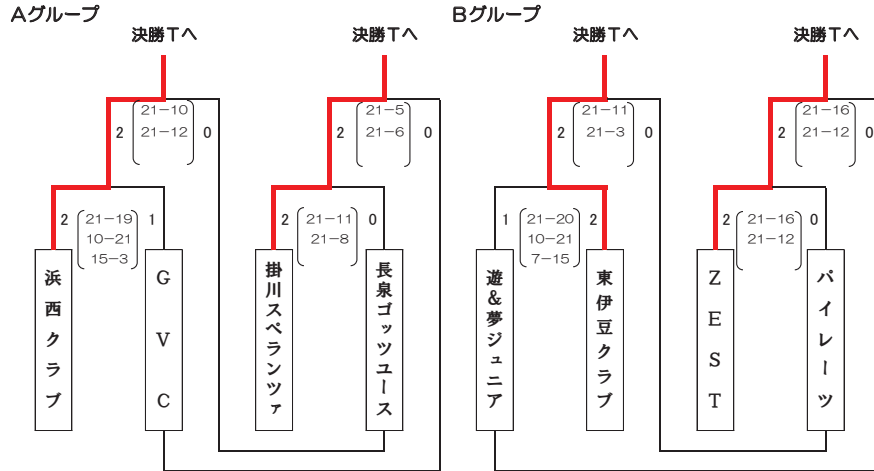 Aグループ
Bグループ
決勝Tへ
決勝Tへ
決勝Tへ
決勝Tへ
2
21-10
21-12
0
2
21-5
21-6
0
2
21-11
21-3
0
2
21-16
21-12
0
2
21-19
10-21
15-3
1
2
21-11
21-8
0
1
21-20
10-21
7-15
2
2
21-16
21-12
0
浜西クラブ
GVC
掛川スペランツァ
長泉ゴッツユース
遊&夢ジュニア
東伊豆クラブ
ZEST
パイレーツ